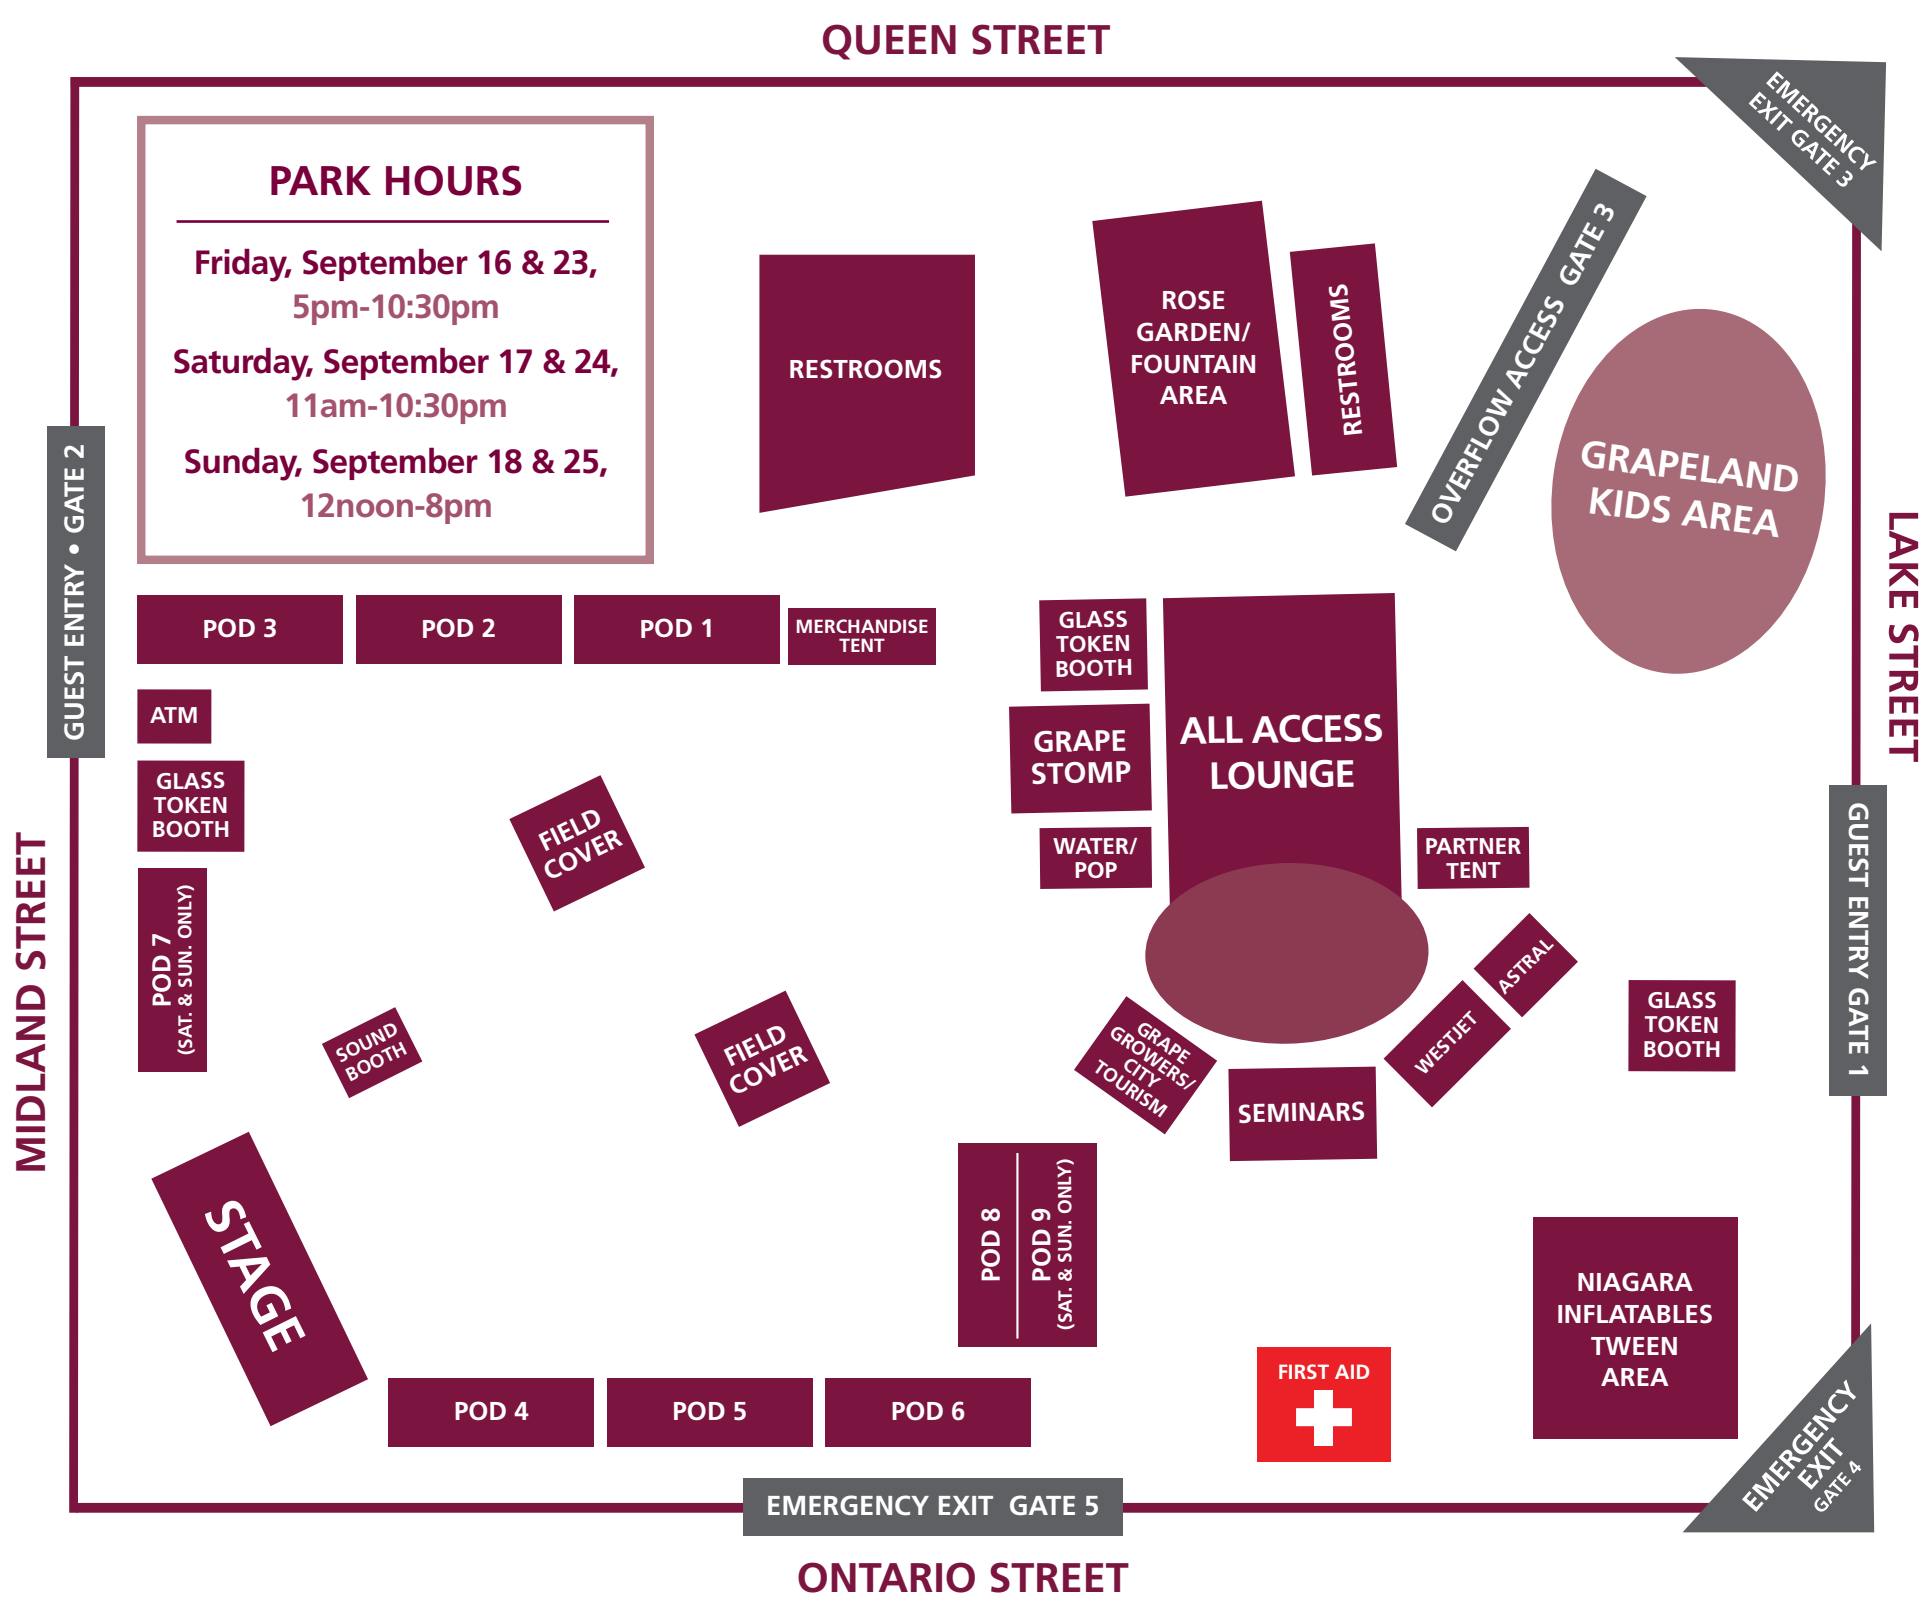 QUEEN STREET
EMERGENCY
EXIT GATE 3
PARK HOURS
Friday, September 16 & 23,
5pm-10:30pm
Saturday, September 17 & 24,
11am-10:30pm
Sunday, September 18 & 25,
12noon-8pm
RESTROOMS
ROSE
GARDEN/
FOUNTAIN
AREA
RESTROOMS
OVERFLOW ACCESS GATE 3
GRAPELAND
KIDS AREA
GUEST ENTRY • GATE 2
LAKE STREET
POD 3
POD 2
POD 1
MERCHANDISE
TENT
GLASS
TOKEN
BOOTH
ALL ACCESS
LOUNGE
ATM
GRAPE
STOMP
GLASS
TOKEN
BOOTH
FIELD
COVER
WATER/
POP
PARTNER
TENT
GUEST ENTRY GATE 1
MIDLAND STREET
POD 7
(SAT. & SUN. ONLY)
SOUND
BOOTH
FIELD
COVER
GRAPE
GROWERS/
CITY
TOURISM
SEMINARS
WESTJET
ASTRAL
GLASS
TOKEN
BOOTH
STAGE
POD 8
POD 9
(SAT. & SUN. ONLY)
NIAGARA
INFLATABLES
TWEEN
AREA
FIRST AID
POD 4
POD 5
POD 6
EMERGENCY
EXIT
GATE 4
EMERGENCY EXIT GATE 5
ONTARIO STREET